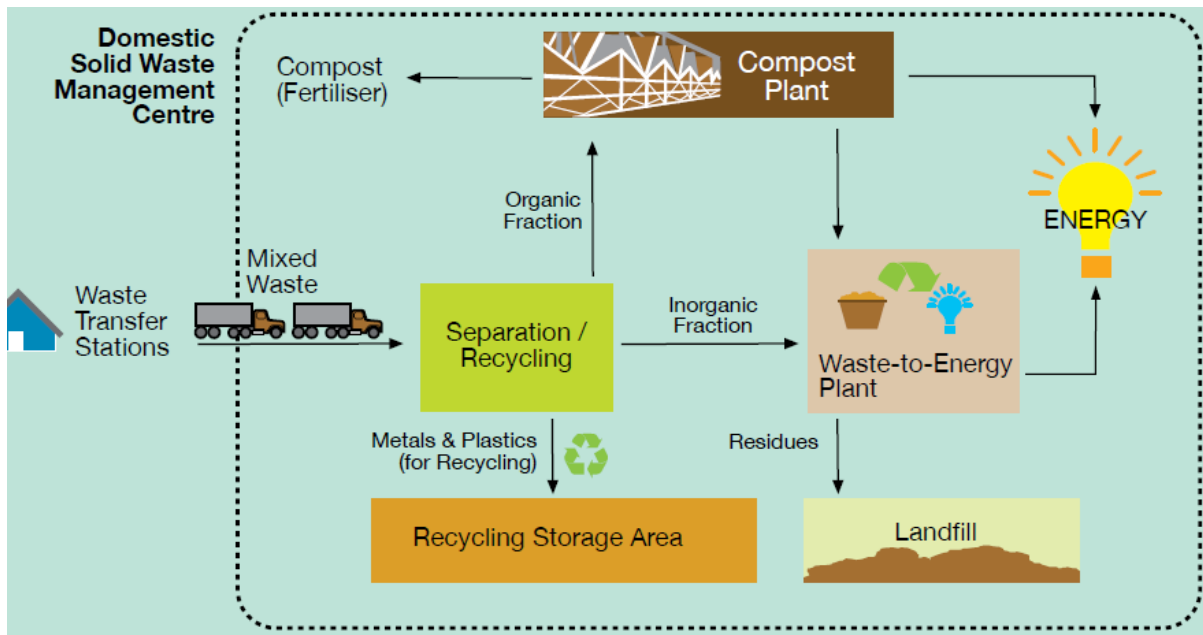 Domestic
Solid Waste
Management
Centre
Compost
(Fertiliser)
Compost
Plant
Organic
Fraction
ENERGY
Mixed
Waste
Waste
Transfer
Stations
Separation /
Recycling
Inorganic
Fraction
Waste-to-Energy
Plant
Metals & Plastics
(for Recycling)
Residues
Recycling Storage Area
Landfill